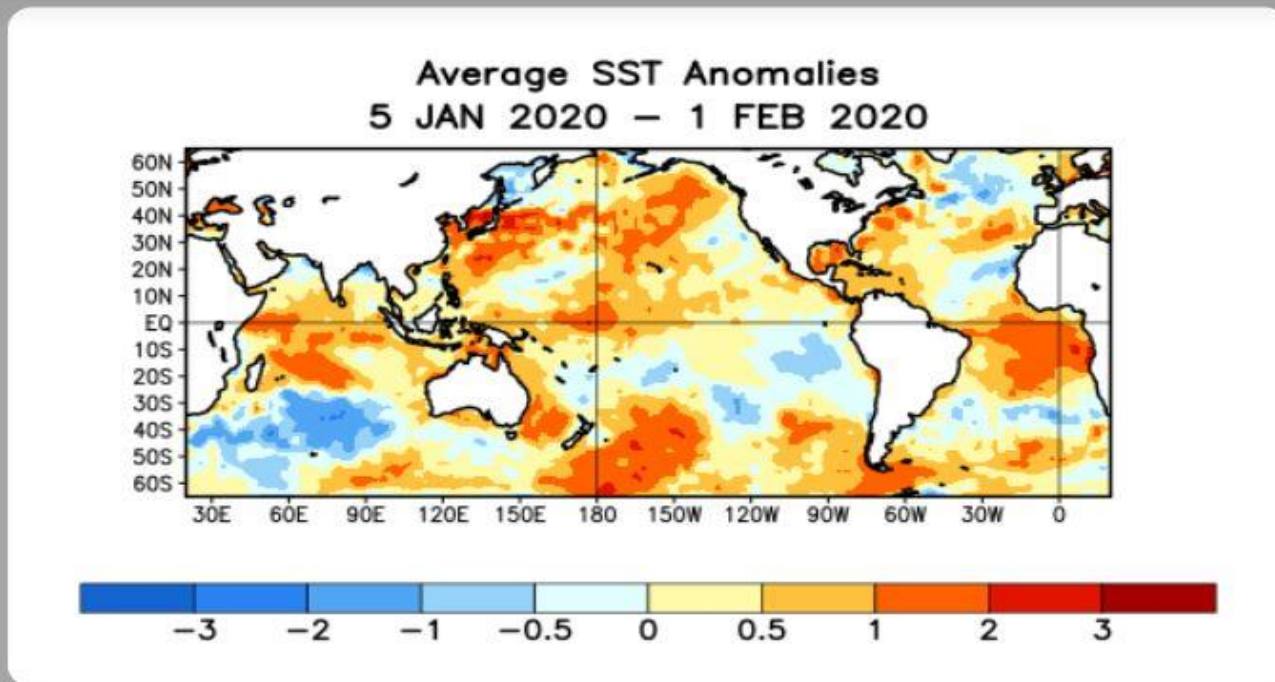 Average SST Anomalies
5 JAN 2020 – 1 FEB 2020
60N
50N
40N
30N
20N
10N
EQ
10S
20S
30S
40S
50S
60S
30E 60E 90E 120E 150E 180 150W 120W 90W 60W 30W 0
−3 −2 −1 −0.5 0 0.5 1 2 3